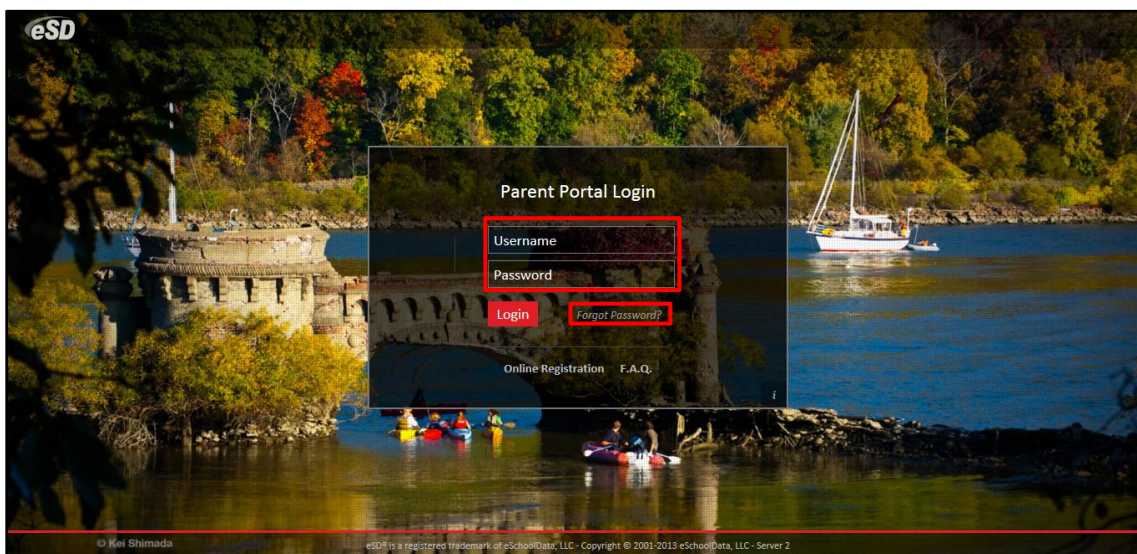 eSD
Parent Portal Login
Username
Password
Login Forgot Password?
Online Registration F.A.Q.
i
© Kei Shimada
eSD® is a registered trademark of eSchoolData, LLC - Copyright © 2001-2013 eSchoolData, LLC - Server 2